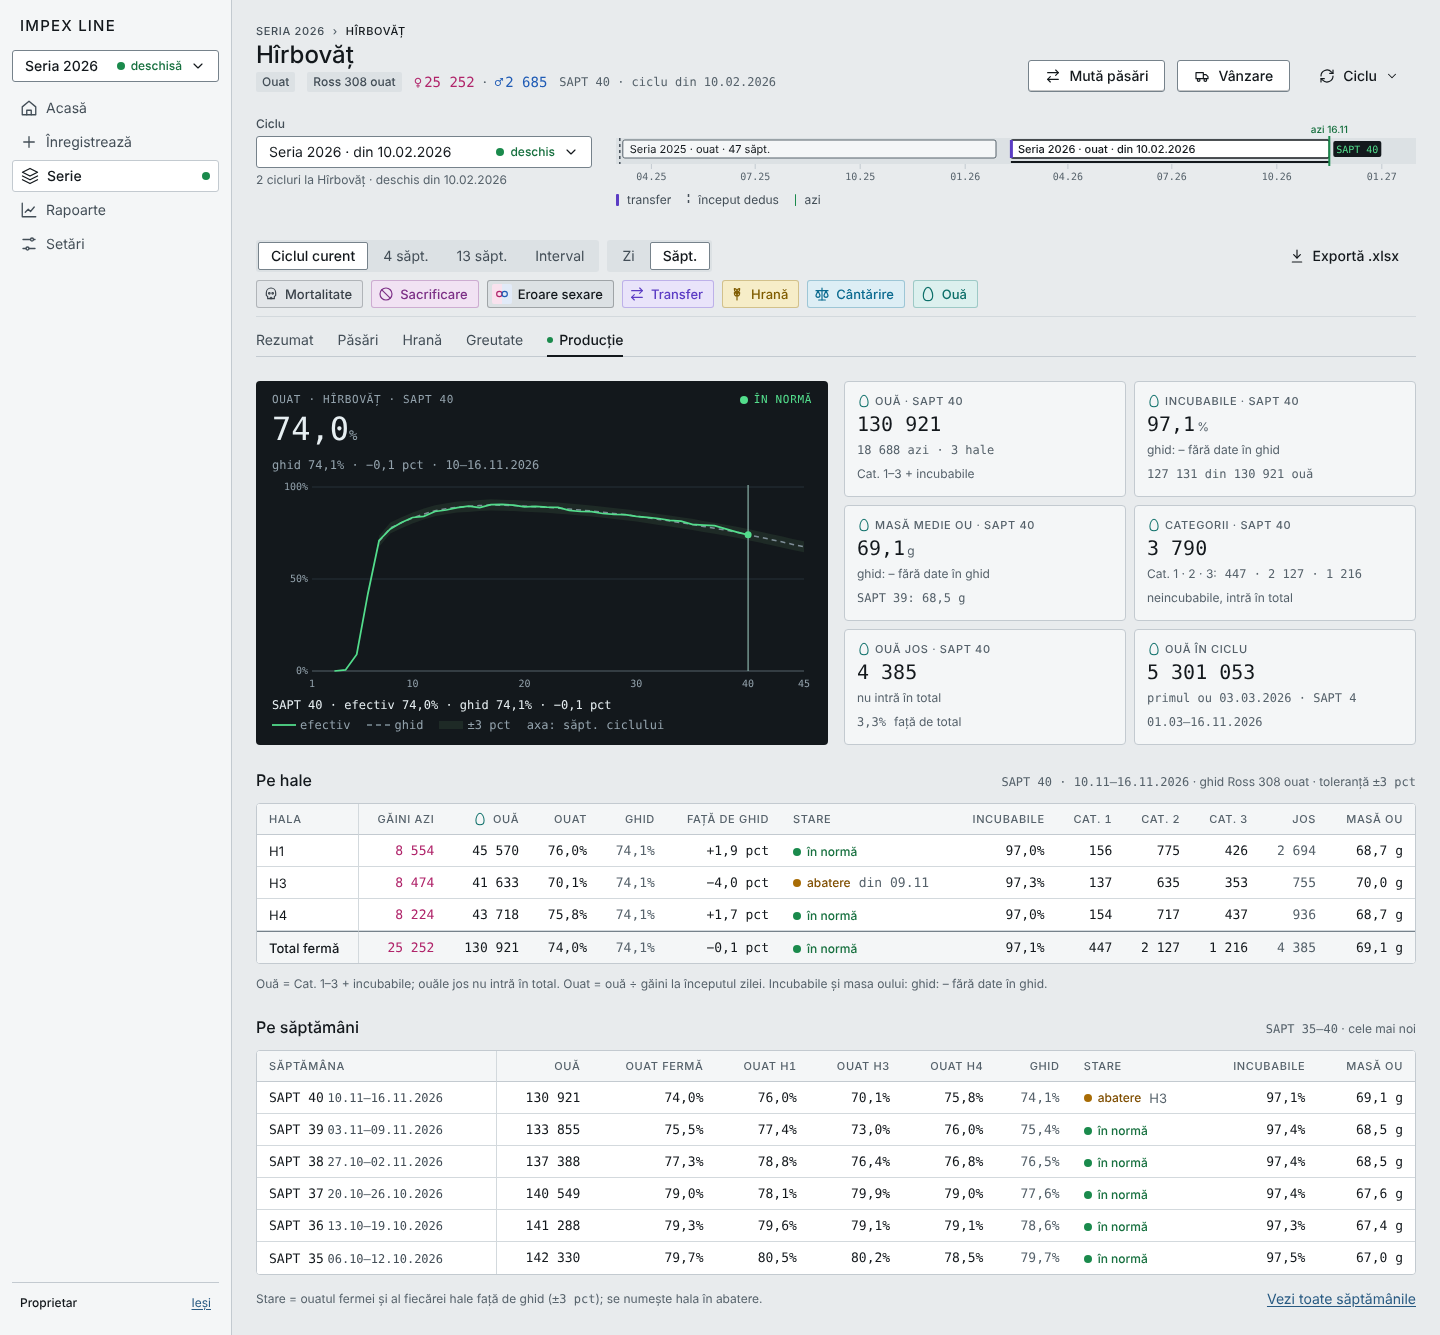 IMPEX LINE
Seria 2026 deschisă
Acasă
Înregistrează
Serie
Rapoarte
Setări
Proprietar Ieși
SERIA 2026 › HÎRBOVĂȚ
Hîrbovăț
Ouat Ross 308 ouat ♀25 252 · ♂2 685 SAPT 40 · ciclu din 10.02.2026
Mută păsări Vânzare Ciclu
Ciclu
Seria 2026 · din 10.02.2026 deschis
2 cicluri la Hîrbovăț · deschis din 10.02.2026
azi 16.11
Seria 2025 · ouat · 47 săpt. Seria 2026 · ouat · din 10.02.2026 SAPT 40
04.25 07.25 10.25 01.26 04.26 07.26 10.26 01.27
transfer început dedus azi
Ciclul curent 4 săpt. 13 săpt. Interval Zi Săpt. Exportă .xlsx
Mortalitate Sacrificare Eroare sexare Transfer Hrană Cântărire Ouă
Rezumat Păsări Hrană Greutate Producție
OUAT · HÎRBOVĂȚ · SAPT 40 ÎN NORMĂ
74,0%
ghid 74,1% · −0,1 pct · 10–16.11.2026
100%
50%
0%
1 10 20 30 40 45
SAPT 40 · efectiv 74,0% · ghid 74,1% · −0,1 pct
efectiv ghid ±3 pct axa: săpt. ciclului
OUĂ · SAPT 40
130 921
18 688 azi · 3 hale
Cat. 1–3 + incubabile
INCUBABILE · SAPT 40
97,1%
ghid: – fără date în ghid
127 131 din 130 921 ouă
MASĂ MEDIE OU · SAPT 40
69,1g
ghid: – fără date în ghid
SAPT 39: 68,5 g
CATEGORII · SAPT 40
3 790
Cat. 1 · 2 · 3: 447 · 2 127 · 1 216
neincubabile, intră în total
OUĂ JOS · SAPT 40
4 385
nu intră în total
3,3% față de total
OUĂ ÎN CICLU
5 301 053
primul ou 03.03.2026 · SAPT 4
01.03–16.11.2026
Pe hale SAPT 40 · 10.11–16.11.2026 · ghid Ross 308 ouat · toleranță ±3 pct
HALA GĂINI AZI OUĂ OUAT GHID FAȚĂ DE GHID STARE INCUBABILE CAT. 1 CAT. 2 CAT. 3 JOS MASĂ OU
H1 8 554 45 570 76,0% 74,1% +1,9 pct în normă 97,0% 156 775 426 2 694 68,7 g
H3 8 474 41 633 70,1% 74,1% −4,0 pct abatere din 09.11 97,3% 137 635 353 755 70,0 g
H4 8 224 43 718 75,8% 74,1% +1,7 pct în normă 97,0% 154 717 437 936 68,7 g
Total fermă 25 252 130 921 74,0% 74,1% −0,1 pct în normă 97,1% 447 2 127 1 216 4 385 69,1 g
Ouă = Cat. 1–3 + incubabile; ouăle jos nu intră în total. Ouat = ouă ÷ găini la începutul zilei. Incubabile și masa oului: ghid: – fără date în ghid.
Pe săptămâni SAPT 35–40 · cele mai noi
SĂPTĂMÂNA OUĂ OUAT FERMĂ OUAT H1 OUAT H3 OUAT H4 GHID STARE INCUBABILE MASĂ OU
SAPT 40 10.11–16.11.2026 130 921 74,0% 76,0% 70,1% 75,8% 74,1% abatere H3 97,1% 69,1 g
SAPT 39 03.11–09.11.2026 133 855 75,5% 77,4% 73,0% 76,0% 75,4% în normă 97,4% 68,5 g
SAPT 38 27.10–02.11.2026 137 388 77,3% 78,8% 76,4% 76,8% 76,5% în normă 97,4% 68,5 g
SAPT 37 20.10–26.10.2026 140 549 79,0% 78,1% 79,9% 79,0% 77,6% în normă 97,4% 67,6 g
SAPT 36 13.10–19.10.2026 141 288 79,3% 79,6% 79,1% 79,1% 78,6% în normă 97,3% 67,4 g
SAPT 35 06.10–12.10.2026 142 330 79,7% 80,5% 80,2% 78,5% 79,7% în normă 97,5% 67,0 g
Stare = ouatul fermei și al fiecărei hale față de ghid (±3 pct); se numește hala în abatere. Vezi toate săptămânile